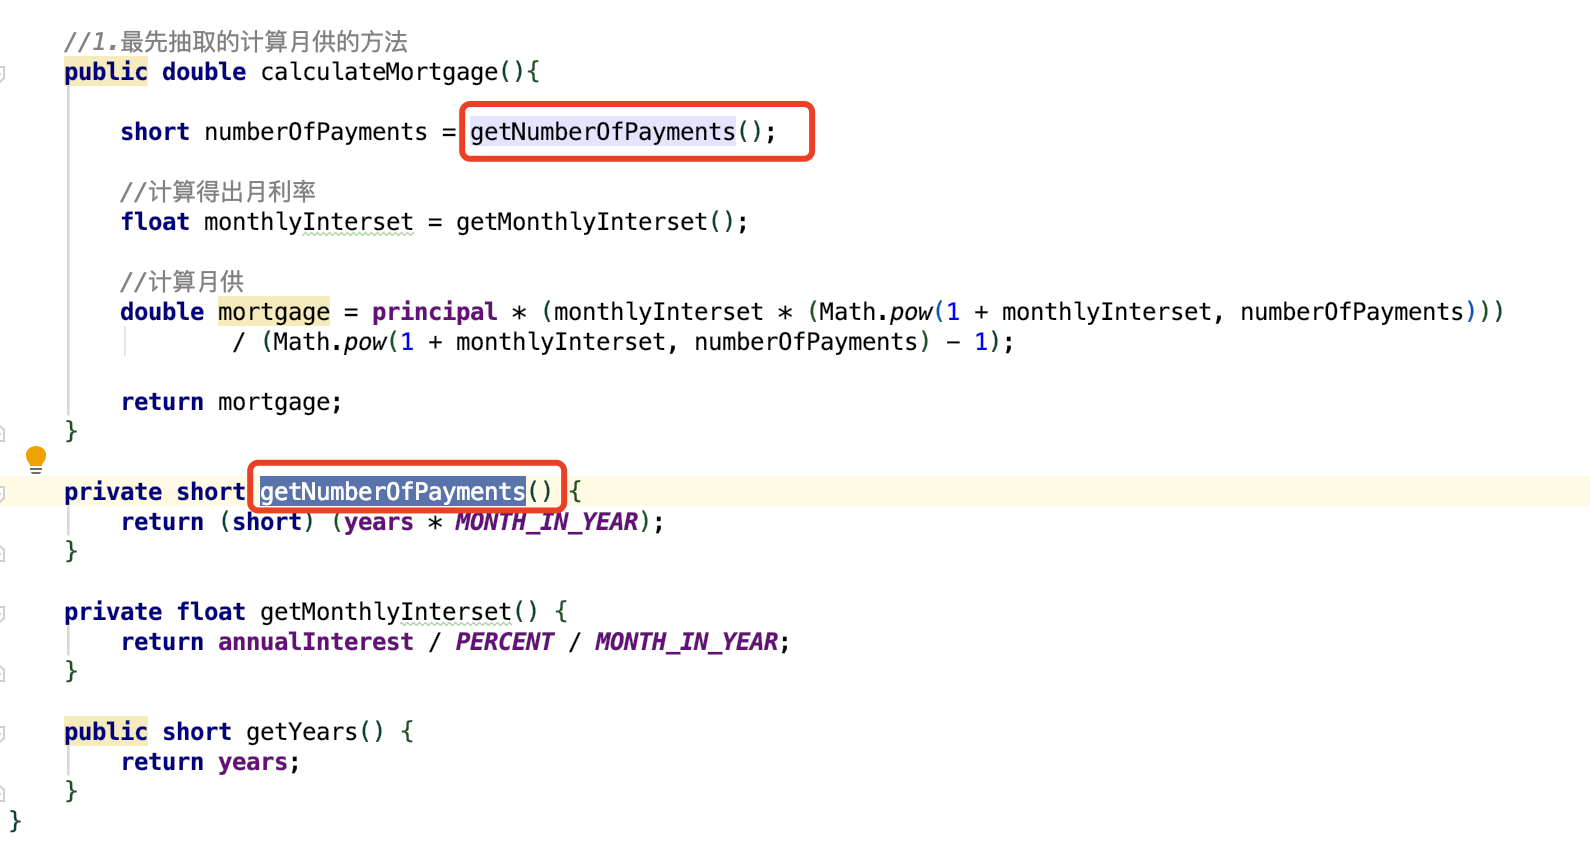 //1.最先抽取的计算月供的方法
public double calculateMortgage(){
short numberOfPayments = getNumberOfPayments();
//计算得出月利率
float monthlyInterset = getMonthlyInterset();
//计算月供
double mortgage = principal * (monthlyInterset * (Math.pow(1 + monthlyInterset, numberOfPayments)))
/ (Math.pow(1 + monthlyInterset, numberOfPayments) - 1);
return mortgage;
}
private short getNumberOfPayments() {
return (short) (years * MONTH_IN_YEAR);
}
private float getMonthlyInterset() {
return annualInterest / PERCENT / MONTH_IN_YEAR;
}
public short getYears() {
return years;
}
}